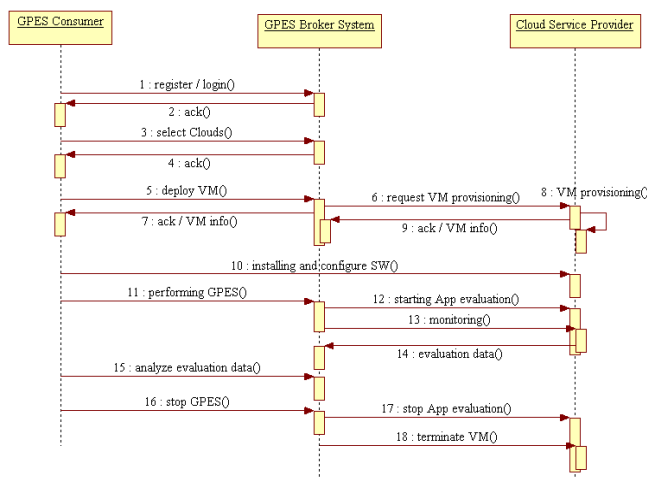 GPES Consumer
GPES Broker System
Cloud Service Provider
1 : register / login()
2 : ack()
3 : select Clouds()
4 : ack()
5 : deploy VM()
6 : request VM provisioning()
8 : VM provisioning()
7 : ack / VM info()
9 : ack / VM info()
10 : installing and configure SW()
11 : performing GPES()
12 : starting App evaluation()
13 : monitoring()
14 : evaluation data()
15 : analyze evaluation data()
16 : stop GPES()
17 : stop App evaluation()
18 : terminate VM()